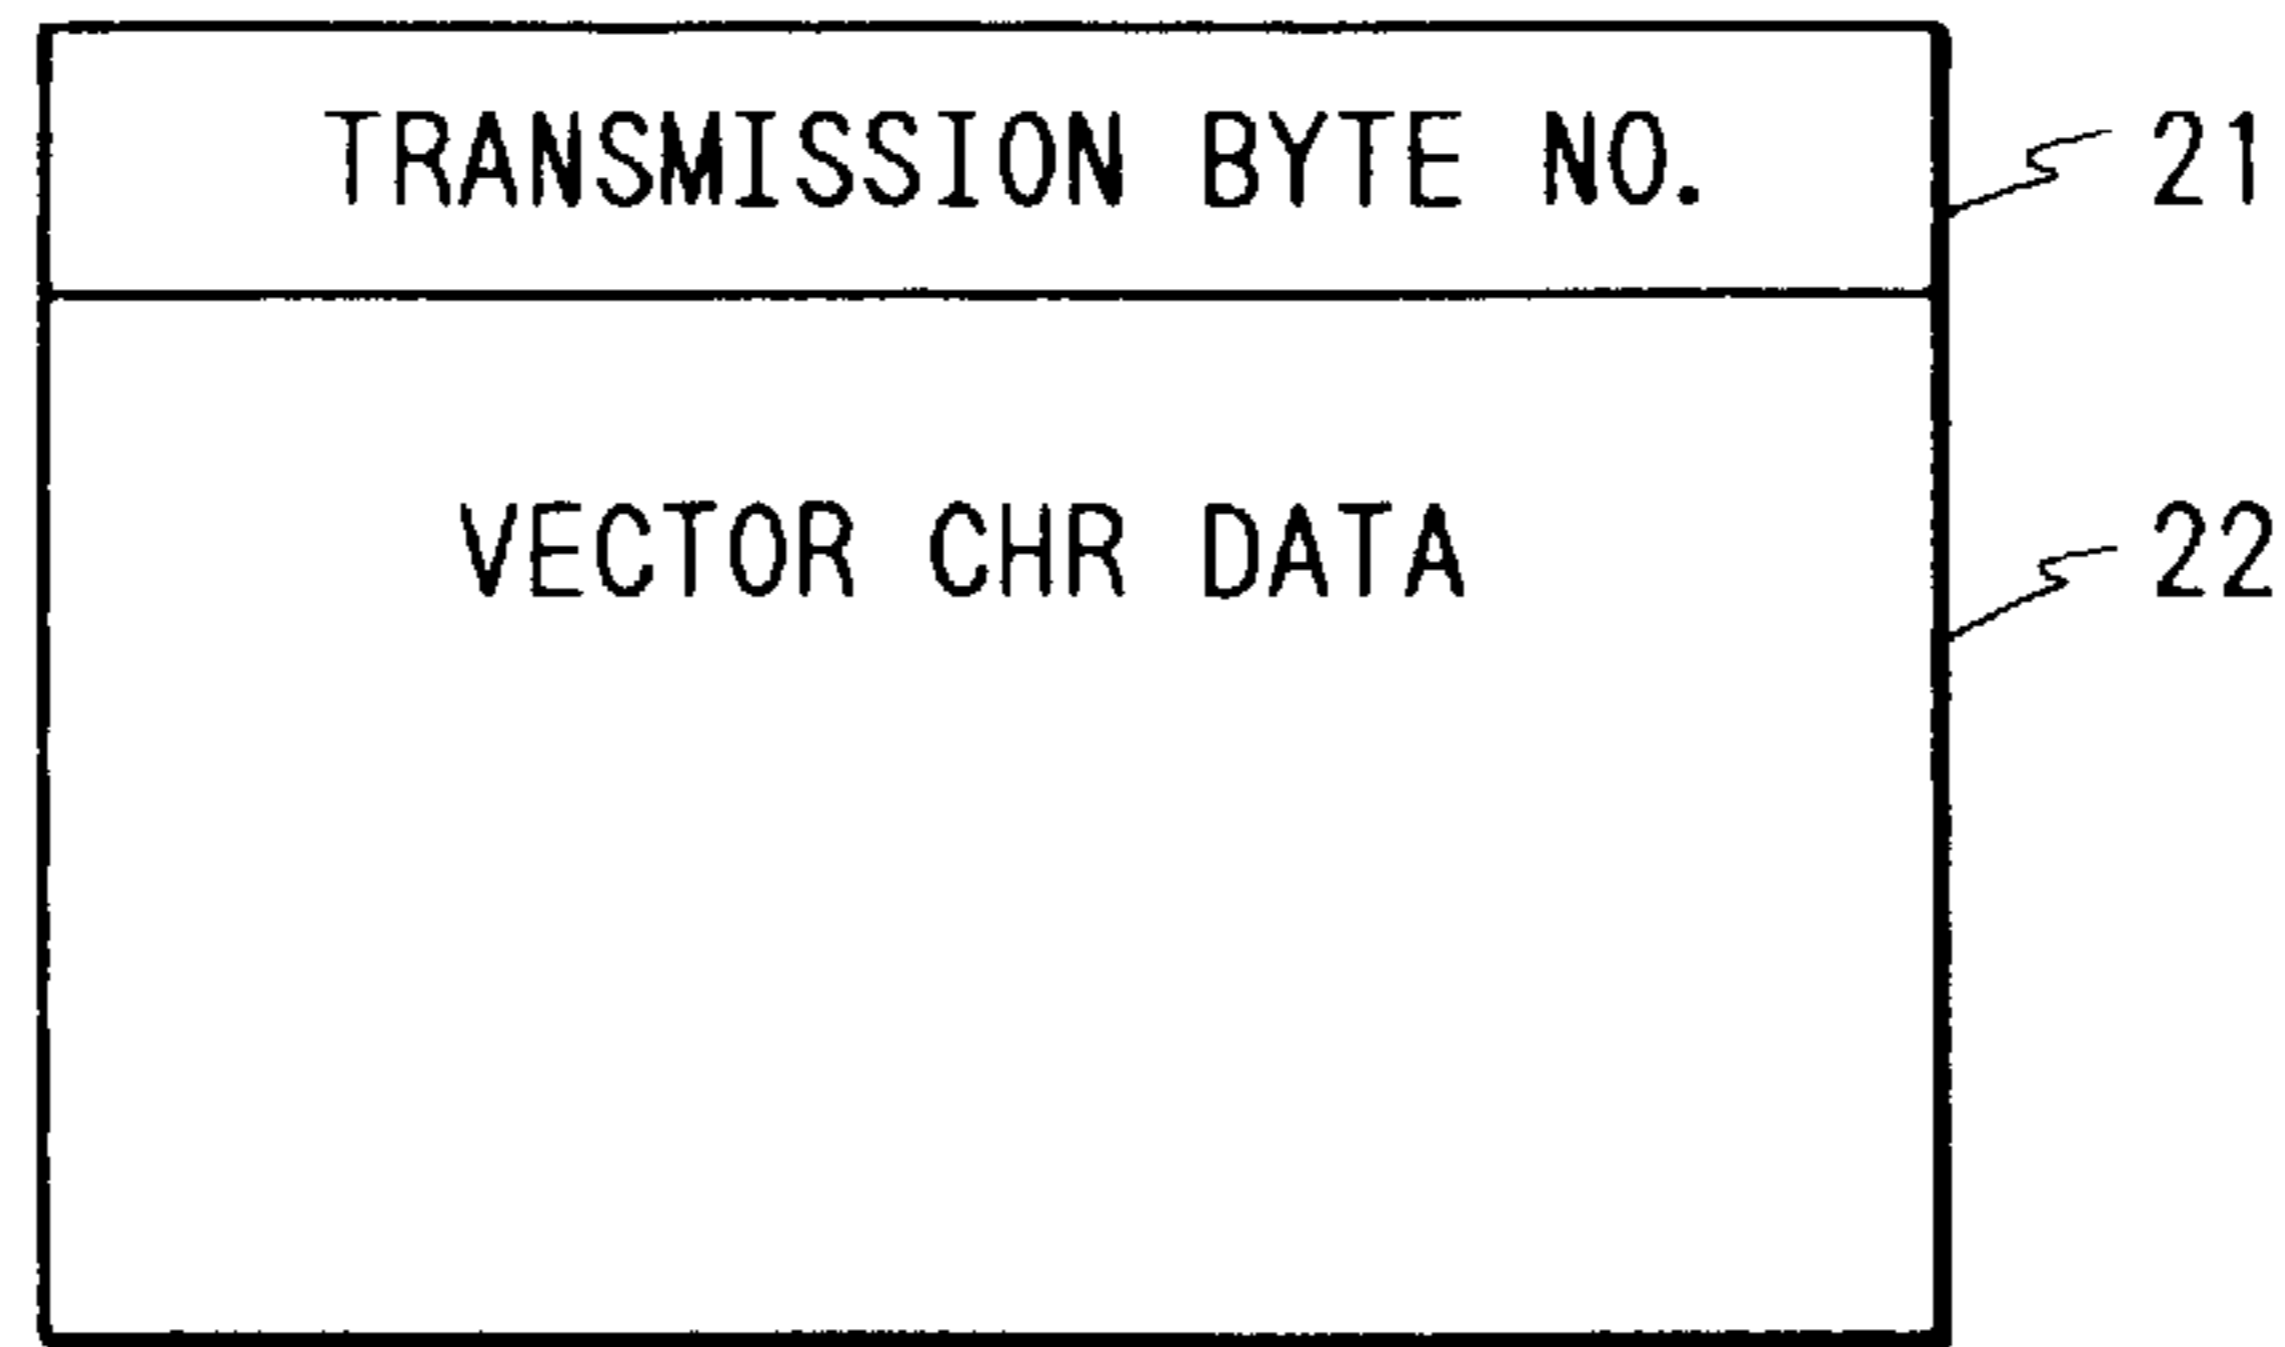 TRANSMISSION BYTE NO. 21
VECTOR CHR DATA 22